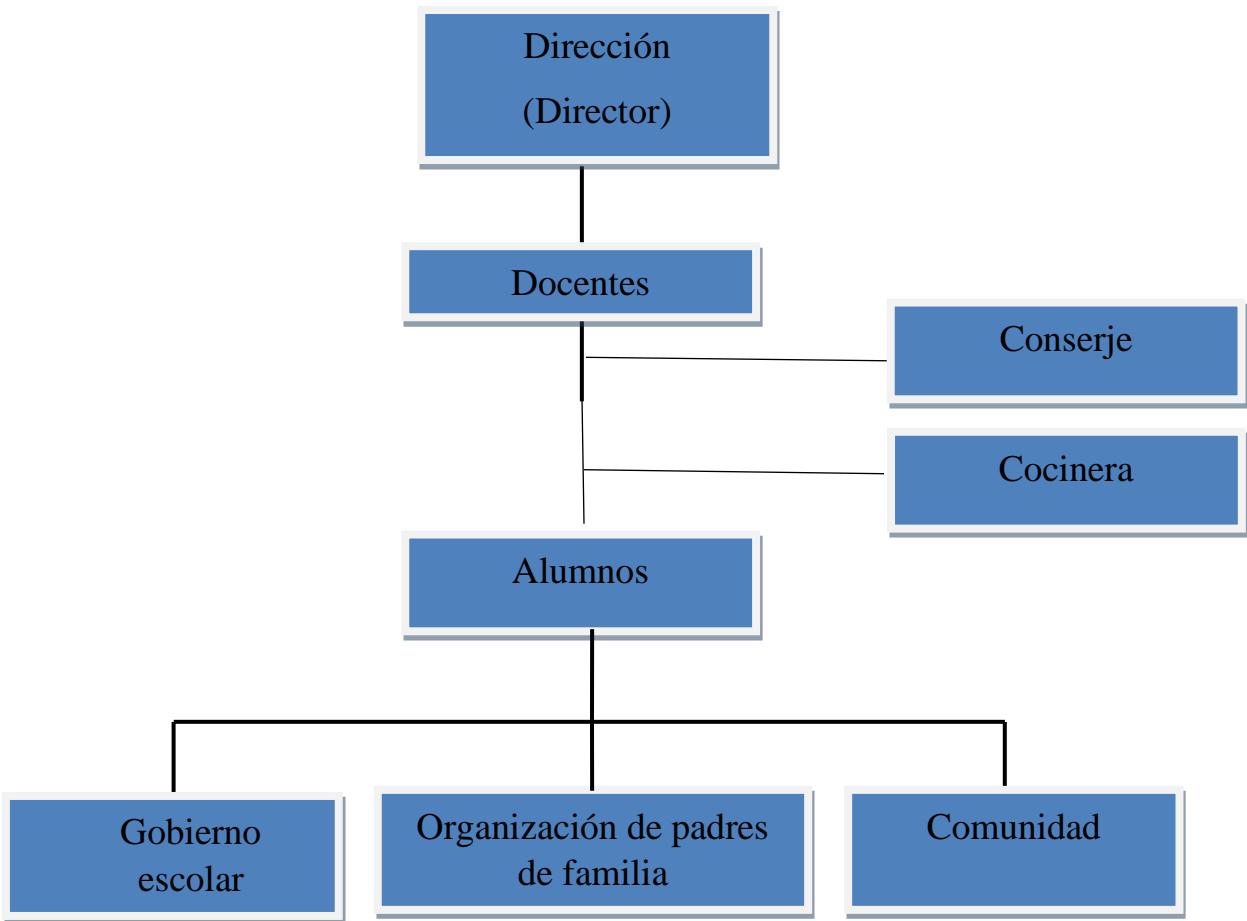 Dirección
(Director)
Docentes
Conserje
Cocinera
Alumnos
Gobierno
escolar
Organización de padres
de familia
Comunidad